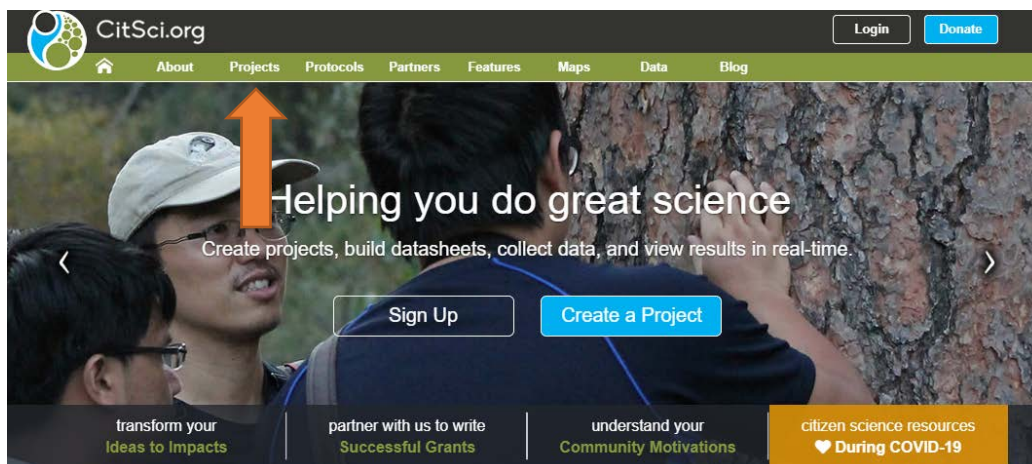 CitSci.org
Login
Donate
About Projects Protocols Partners Features Maps Data Blog
Helping you do great science
Create projects, build datasheets, collect data, and view results in real-time.
Sign Up
Create a Project
transform your
Ideas to Impacts
partner with us to write
Successful Grants
understand your
Community Motivations
citizen science resources
During COVID-19